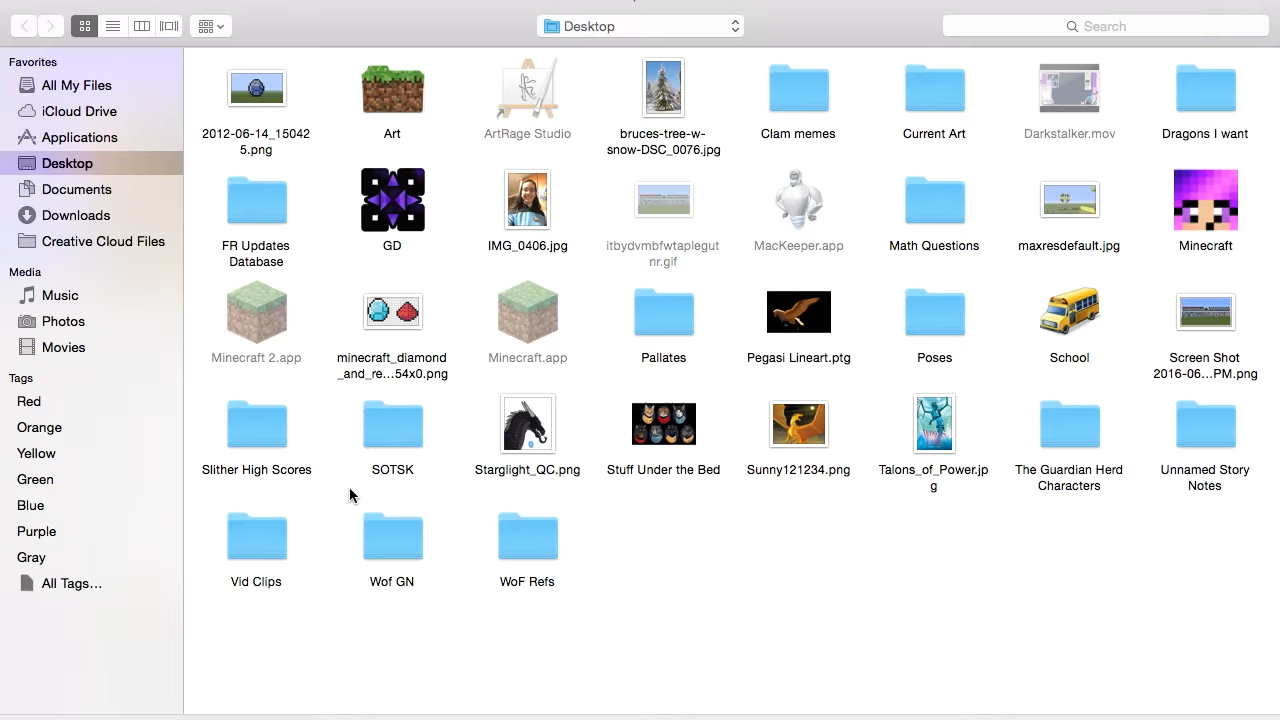 Desktop
Search
Favorites
All My Files
iCloud Drive
Applications
Desktop
Documents
Downloads
Creative Cloud Files
Media
Music
Photos
Movies
Tags
Red
Orange
Yellow
Green
Blue
Purple
Gray
All Tags...
2012-06-14_15042
5.png
Art
ArtRage Studio
bruces-tree-w-
snow-DSC_0076.jpg
Clam memes
Current Art
Darkstalker.mov
Dragons I want
FR Updates
Database
GD
IMG_0406.jpg
itbydvmbfwtaplegut
nr.gif
MacKeeper.app
Math Questions
maxresdefault.jpg
Minecraft
Minecraft 2.app
minecraft_diamond
_and_re...54x0.png
Minecraft.app
Pallates
Pegasi Lineart.ptg
Poses
School
Screen Shot
2016-06...PM.png
Slither High Scores
SOTSK
Starglight_QC.png
Stuff Under the Bed
Sunny121234.png
Talons_of_Power.jp
g
The Guardian Herd
Characters
Unnamed Story
Notes
Vid Clips
Wof GN
WoF Refs